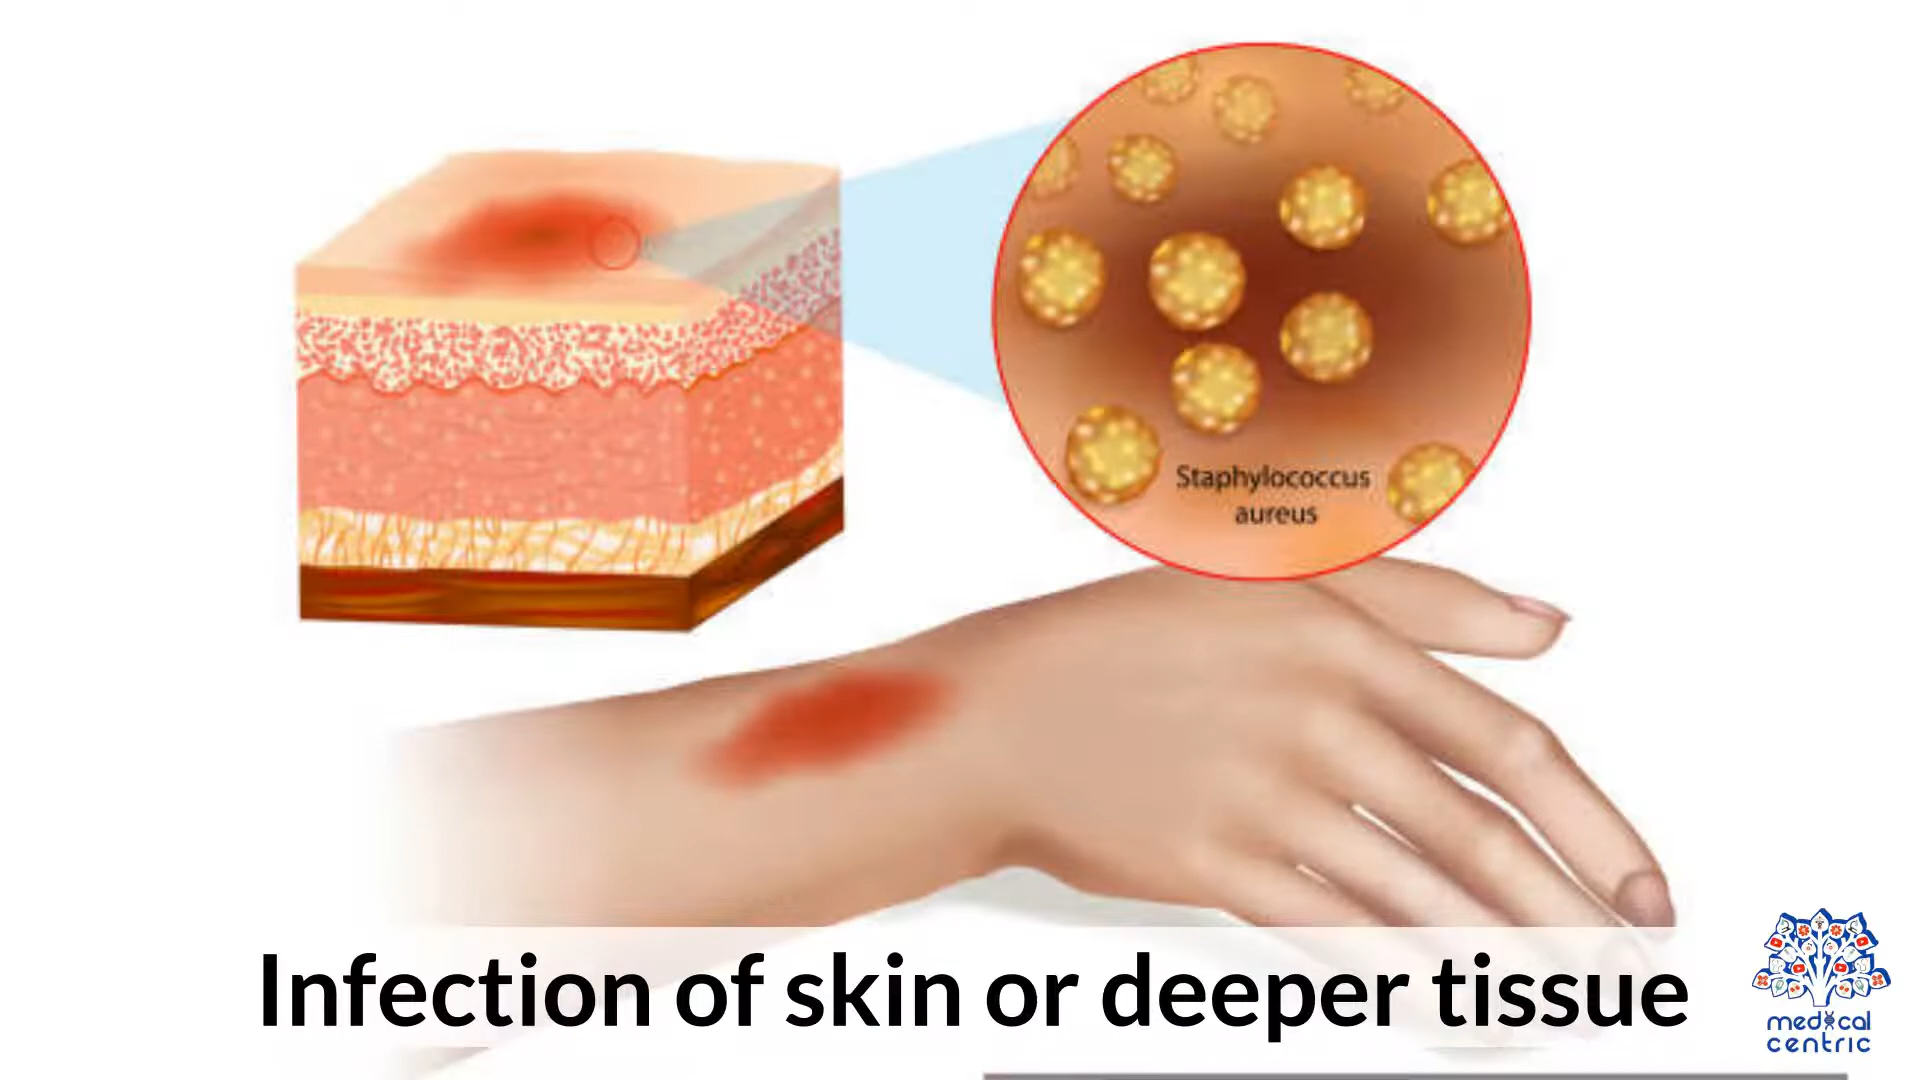 Staphylococcus
aureus
Infection of skin or deeper tissue
medical
centric